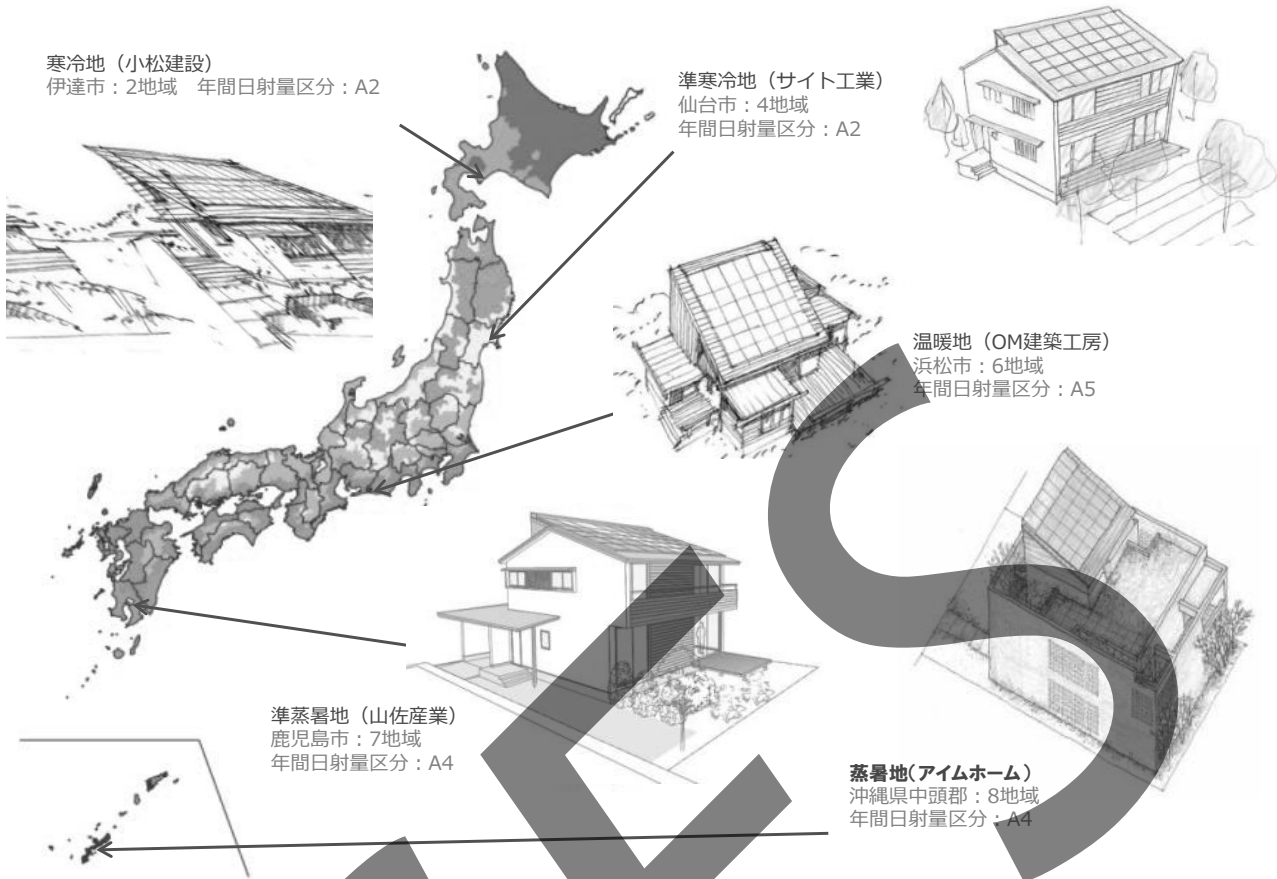 寒冷地（小松建設）
伊達市：2地域　年間日射量区分：A2
準寒冷地（サイト工業）
仙台市：4地域
年間日射量区分：A2
温暖地（OM建築工房）
浜松市：6地域
年間日射量区分：A5
準蒸暑地（山佐産業）
鹿児島市：7地域
年間日射量区分：A4
蒸暑地（アイムホーム）
沖縄県中頭郡：8地域
年間日射量区分：A4